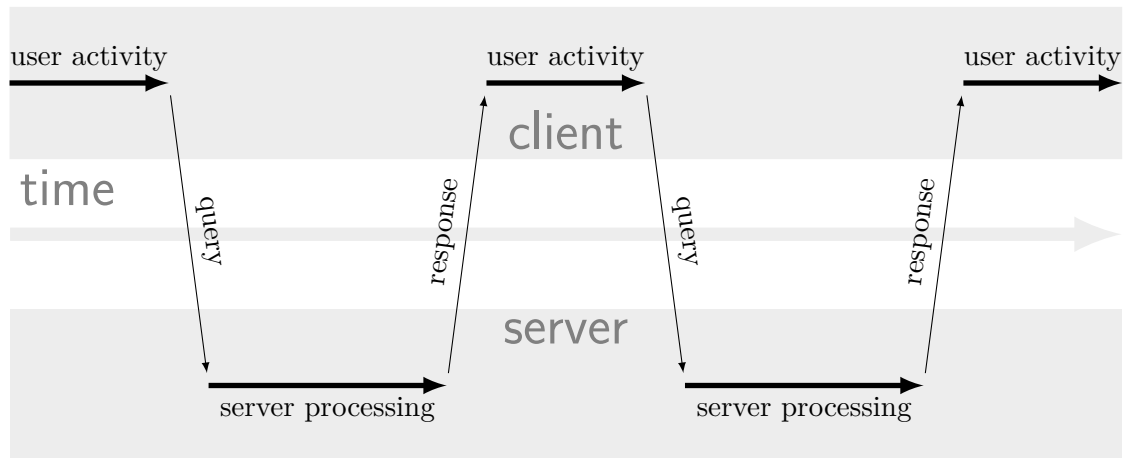 user activity
user activity
user activity
client
time
query
response
query
response
server
server processing
server processing